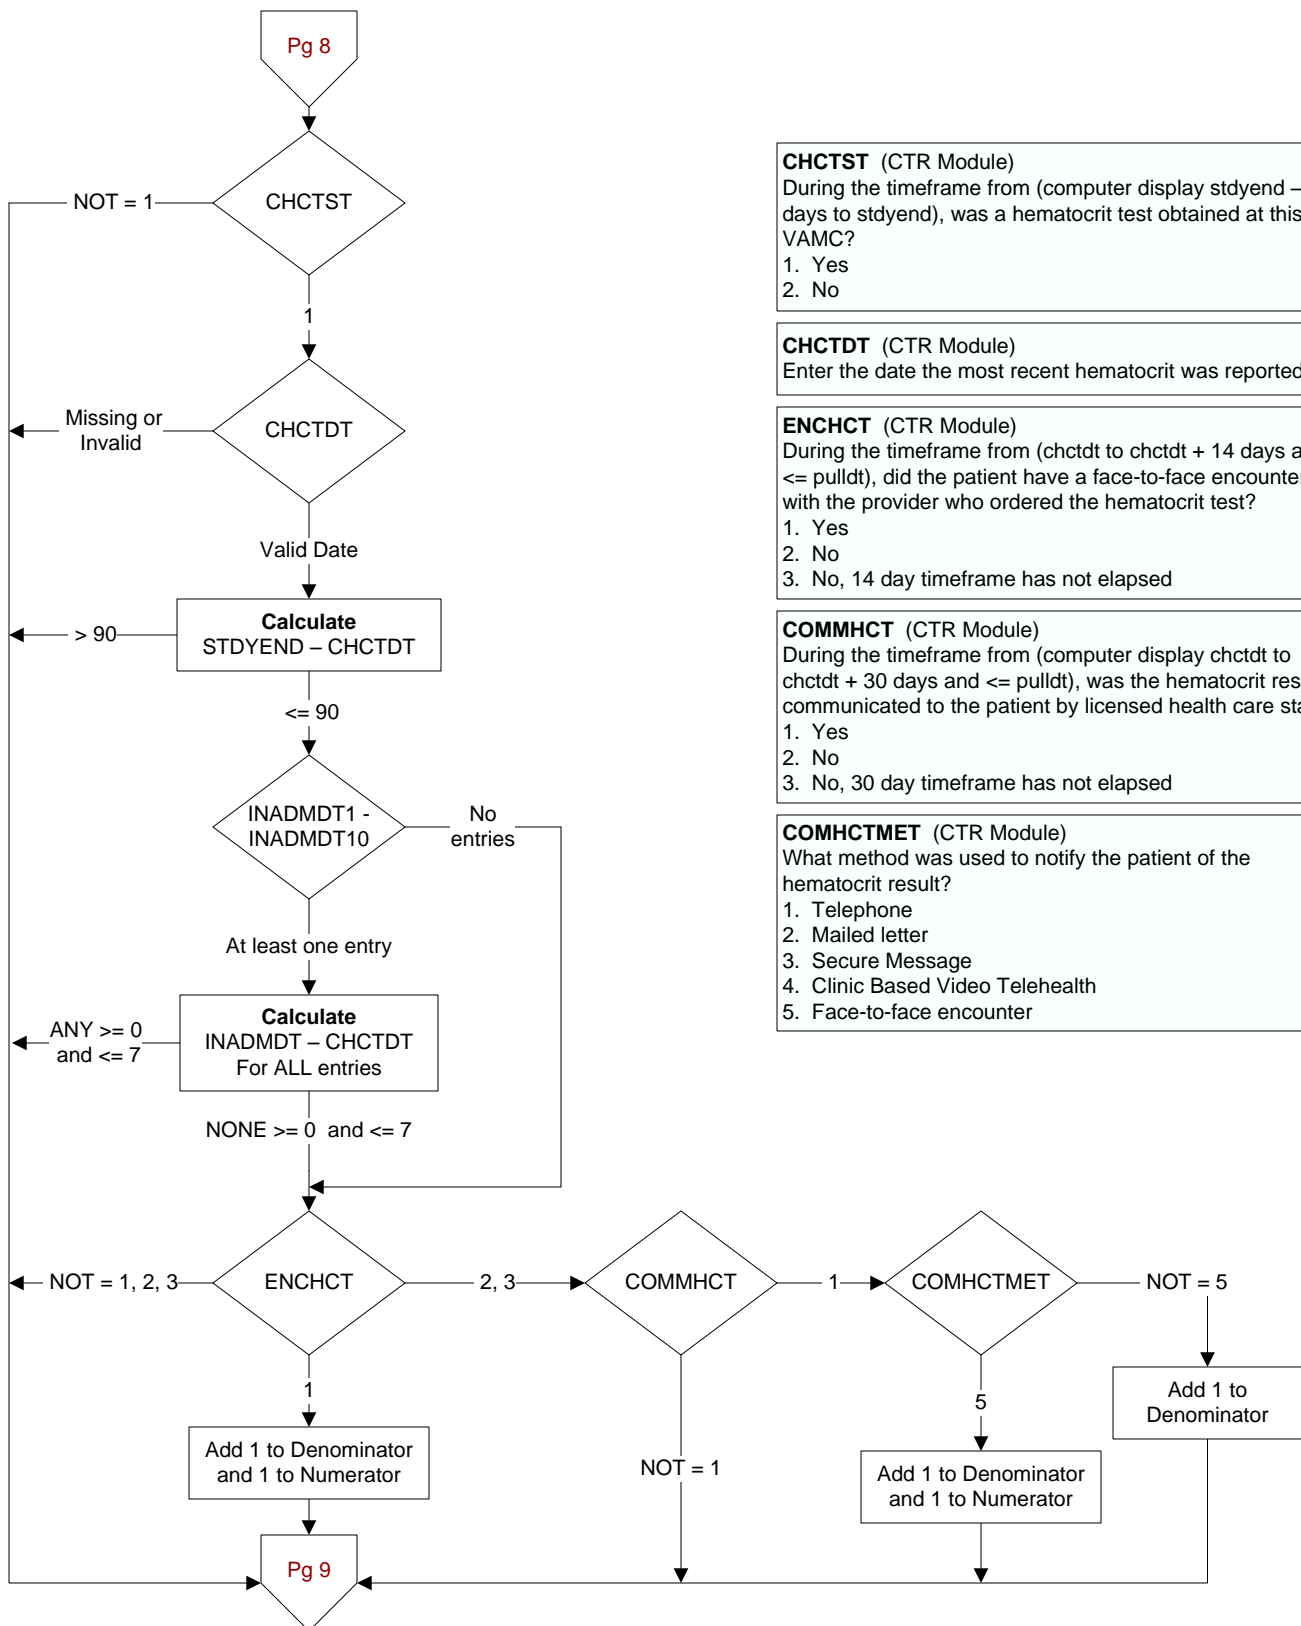 Pg 8
CHCTST
NOT = 1
1
CHCTDT
Missing or
Invalid
Valid Date
Calculate
STDYEND – CHCTDT
> 90
<= 90
INADMDT1 -
INADMDT10
No
entries
At least one entry
Calculate
INADMDT – CHCTDT
For ALL entries
ANY >= 0
and <= 7
NONE >= 0 and <= 7
ENCHCT
NOT = 1, 2, 3
2, 3
COMMHCT
1
COMHCTMET
NOT = 5
1
Add 1 to Denominator
and 1 to Numerator
NOT = 1
5
Add 1 to Denominator
and 1 to Numerator
Add 1 to
Denominator
Pg 9
CHCTST (CTR Module)
During the timeframe from (computer display stdyend –
days to stdyend), was a hematocrit test obtained at this
VAMC?
1. Yes
2. No
CHCTDT (CTR Module)
Enter the date the most recent hematocrit was reported
ENCHCT (CTR Module)
During the timeframe from (chctdt to chctdt + 14 days
<= pulldt), did the patient have a face-to-face encounter
with the provider who ordered the hematocrit test?
1. Yes
2. No
3. No, 14 day timeframe has not elapsed
COMMHCT (CTR Module)
During the timeframe from (computer display chctdt to
chctdt + 30 days and <= pulldt), was the hematocrit
communicated to the patient by licensed health care
1. Yes
2. No
3. No, 30 day timeframe has not elapsed
COMHCTMET (CTR Module)
What method was used to notify the patient of the
hematocrit result?
1. Telephone
2. Mailed letter
3. Secure Message
4. Clinic Based Video Telehealth
5. Face-to-face encounter